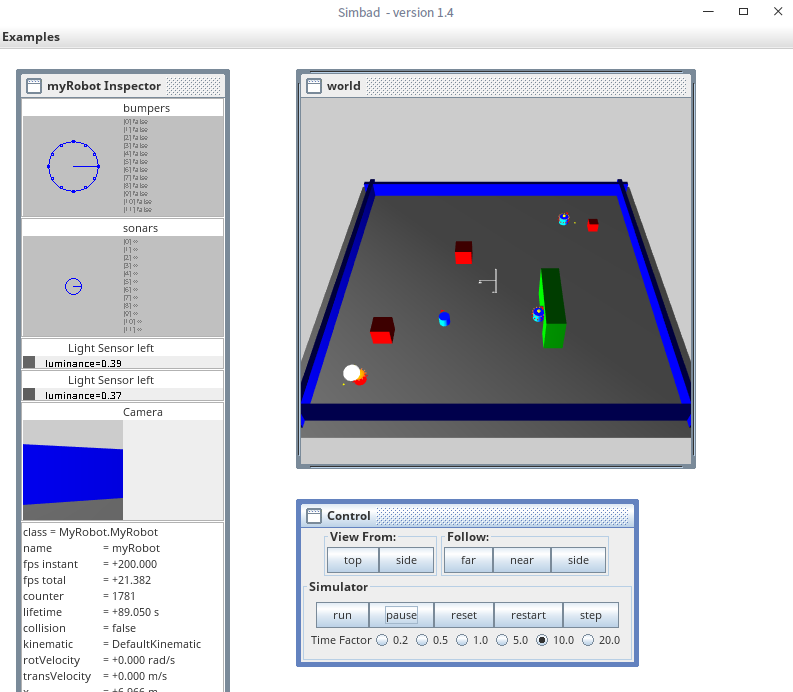 Simbad - version 1.4
Examples
myRobot Inspector
bumpers
[0] false
[1] false
[2] false
[3] false
[4] false
[5] false
[6] false
[7] false
[8] false
[9] false
[10] false
[11] false
sonars
[0] ∞
[1] ∞
[2] ∞
[3] ∞
[4] ∞
[5] ∞
[6] ∞
[7] ∞
[8] ∞
[9] ∞
[10] ∞
[11] ∞
Light Sensor left
luminance=0.39
Light Sensor left
luminance=0.37
Camera
class = MyRobot.MyRobot
name = myRobot
fps instant = +200.000
fps total = +21.382
counter = 1781
lifetime = +89.050 s
collision = false
kinematic = DefaultKinematic
rotVelocity = +0.000 rad/s
transVelocity = +0.000 m/s
world
Control
View From: Follow:
top side far near side
Simulator
run pause reset restart step
Time Factor 0.2 0.5 1.0 5.0 10.0 20.0